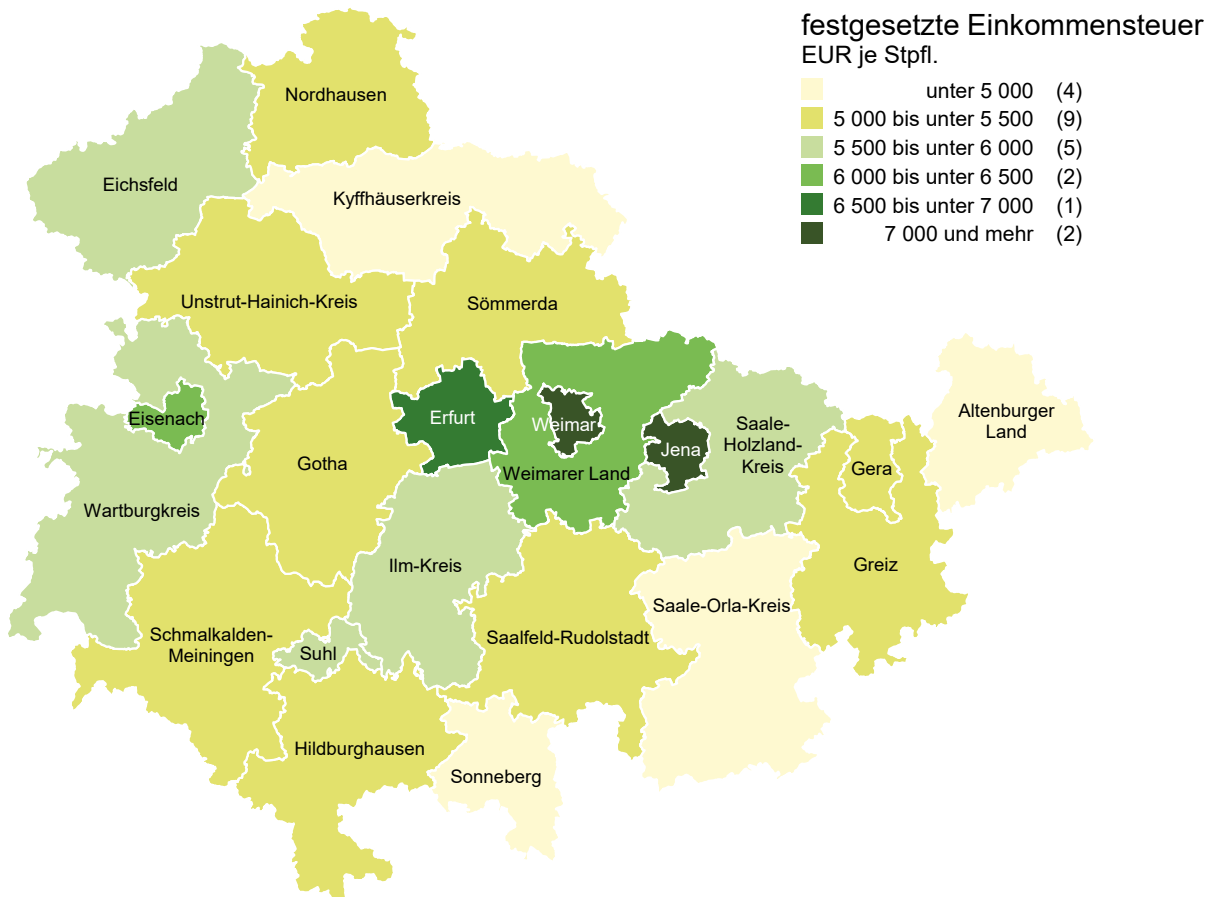 festgesetzte Einkommensteuer
EUR je Stpfl.
unter 5 000 (4)
5 000 bis unter 5 500 (9)
5 500 bis unter 6 000 (5)
6 000 bis unter 6 500 (2)
6 500 bis unter 7 000 (1)
7 000 und mehr (2)
Nordhausen
Eichsfeld
Kyffhäuserkreis
Unstrut-Hainich-Kreis
Sömmerda
Eisenach
Erfurt
Weimar
Altenburger
Land
Saale-
Holzland-
Kreis
Jena
Gotha
Weimarer Land
Gera
Wartburgkreis
Ilm-Kreis
Greiz
Saale-Orla-Kreis
Schmalkalden-
Meiningen
Suhl
Saalfeld-Rudolstadt
Hildburghausen
Sonneberg